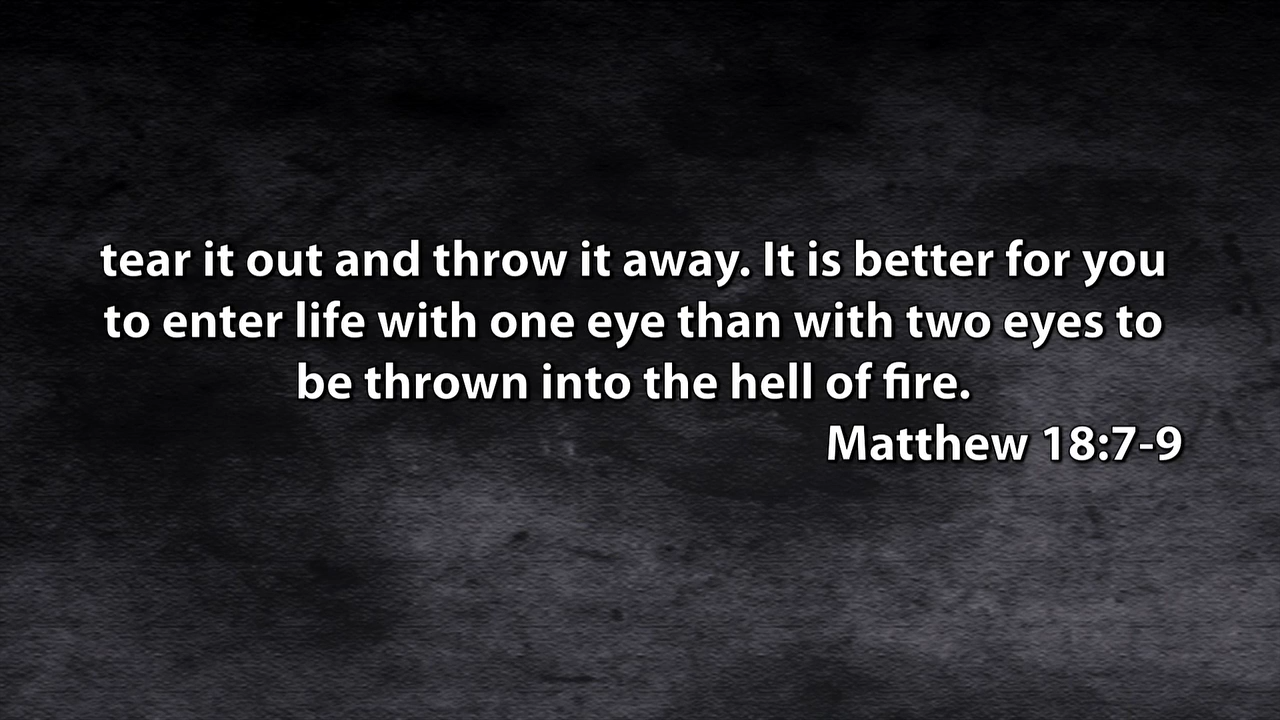 tear it out and throw it away. It is better for you
to enter life with one eye than with two eyes to
be thrown into the hell of fire.
Matthew 18:7-9